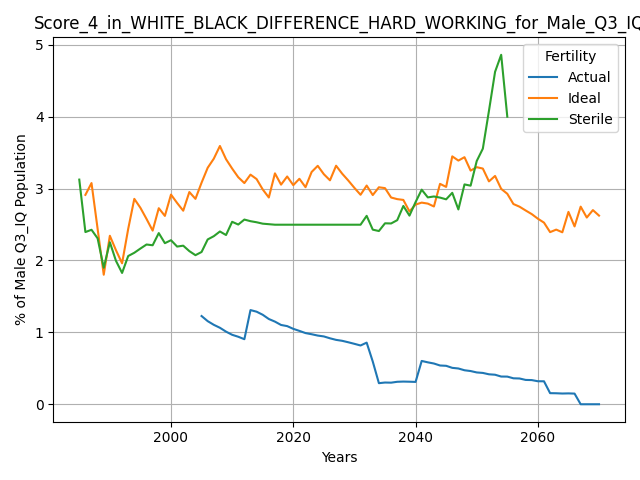 Score_4_in_WHITE_BLACK_DIFFERENCE_HARD_WORKING_for_Male_Q3_IQ
Fertility
Actual
Ideal
Sterile
% of Male Q3_IQ Population
5
4
3
2
1
0
2000
2020
2040
2060
Years